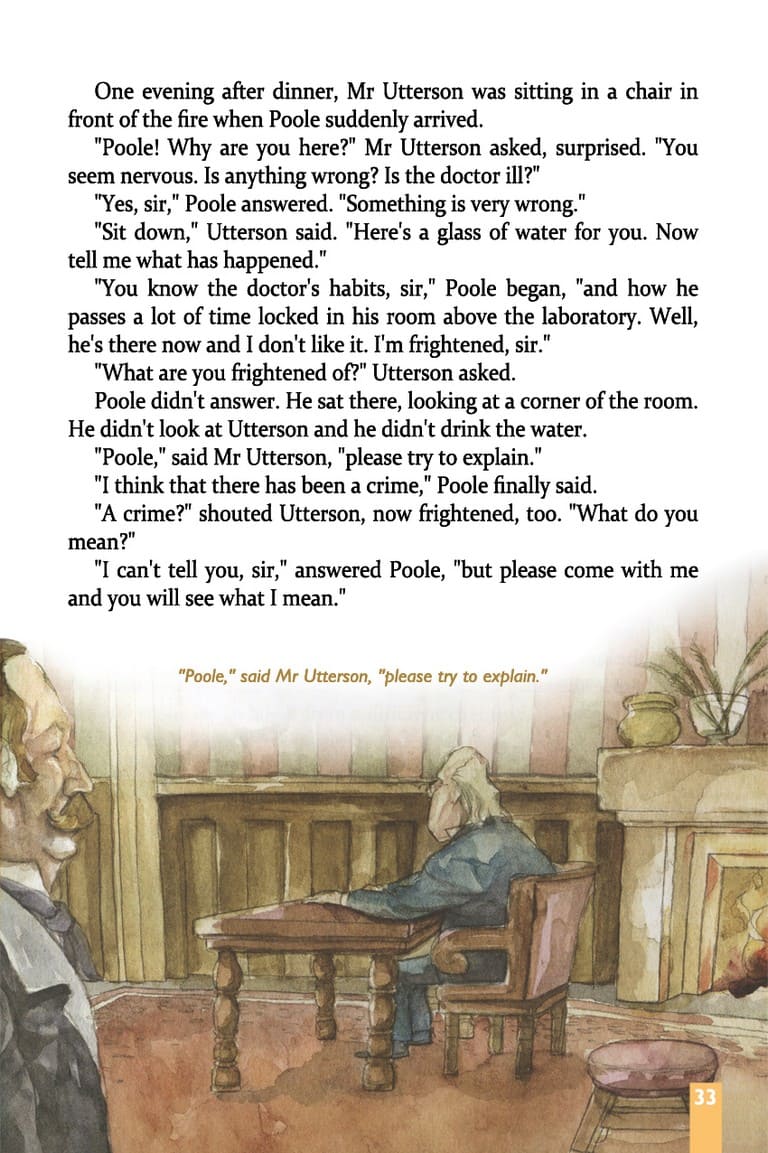 One evening after dinner, Mr Utterson was sitting in a chair in
front of the fire when Poole suddenly arrived.
"Poole! Why are you here?" Mr Utterson asked, surprised. "You
seem nervous. Is anything wrong? Is the doctor ill?"
"Yes, sir," Poole answered. "Something is very wrong."
"Sit down," Utterson said. "Here's a glass of water for you. Now
tell me what has happened."
"You know the doctor's habits, sir," Poole began, "and how he
passes a lot of time locked in his room above the laboratory. Well,
he's there now and I don't like it. I'm frightened, sir."
"What are you frightened of?" Utterson asked.
Poole didn't answer. He sat there, looking at a corner of the room.
He didn't look at Utterson and he didn't drink the water.
"Poole," said Mr Utterson, "please try to explain."
"I think that there has been a crime," Poole finally said.
"A crime?" shouted Utterson, now frightened, too. "What do you
mean?"
"I can't tell you, sir," answered Poole, "but please come with me
and you will see what I mean."
"Poole," said Mr Utterson, "please try to explain."
33